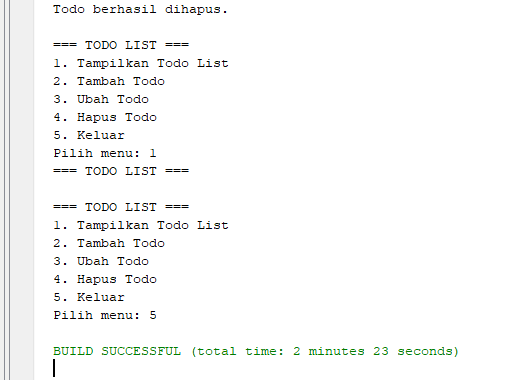 Todo berhasil dihapus.
=== TODO LIST ===
1. Tampilkan Todo List
2. Tambah Todo
3. Ubah Todo
4. Hapus Todo
5. Keluar
Pilih menu: 1
=== TODO LIST ===
=== TODO LIST ===
1. Tampilkan Todo List
2. Tambah Todo
3. Ubah Todo
4. Hapus Todo
5. Keluar
Pilih menu: 5
BUILD SUCCESSFUL (total time: 2 minutes 23 seconds)